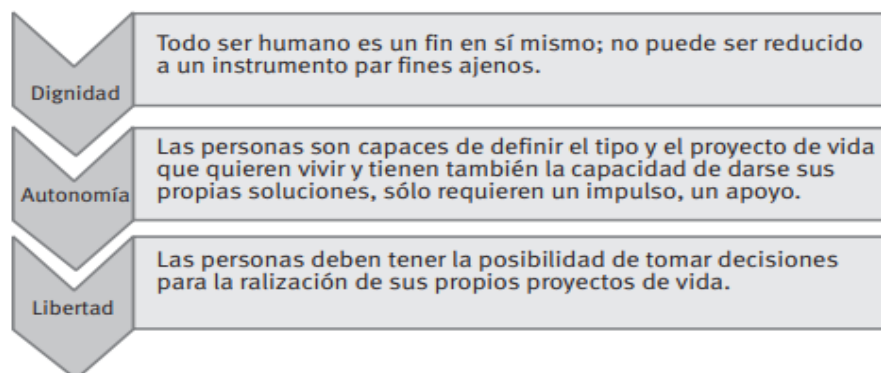 Todo ser humano es un fin en sí mismo; no puede ser reducido
a un instrumento par fines ajenos.
Dignidad
Las personas son capaces de definir el tipo y el proyecto de vida
que quieren vivir y tienen también la capacidad de darse sus
propias soluciones, sólo requieren un impulso, un apoyo.
Autonomía
Las personas deben tener la posibilidad de tomar decisiones
para la ralización de sus propios proyectos de vida.
Libertad